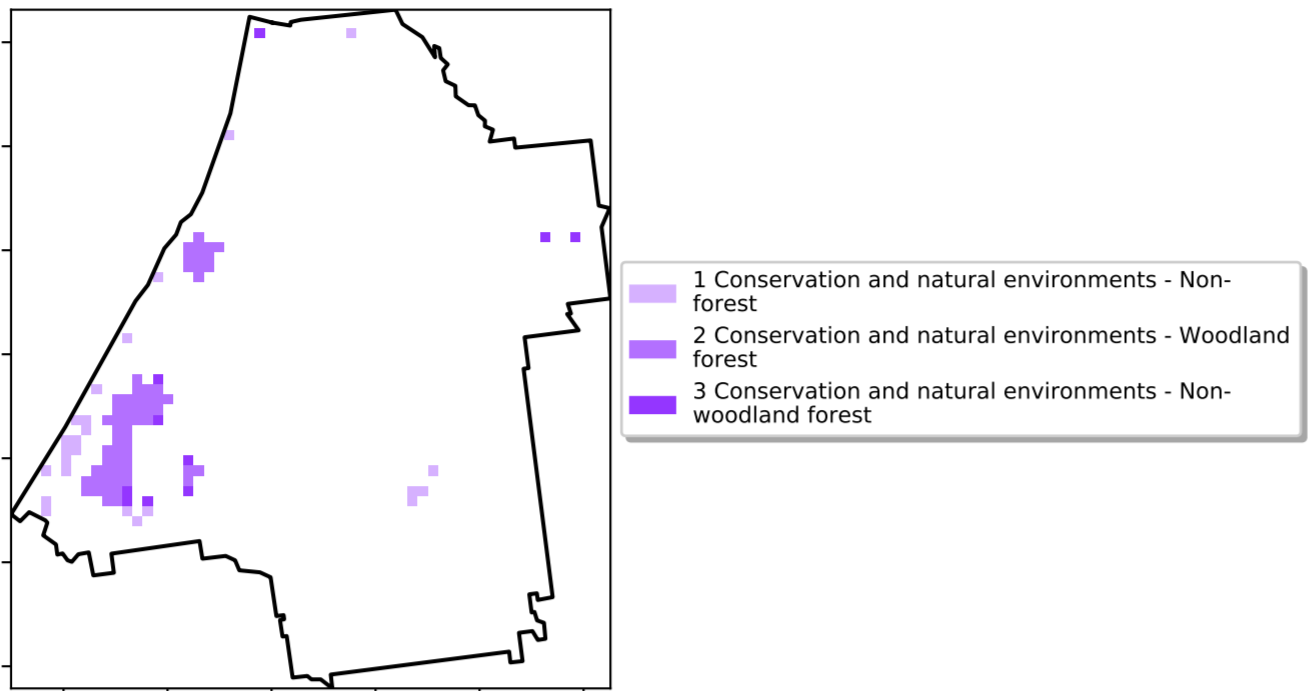 1 Conservation and natural environments - Non-
forest
2 Conservation and natural environments - Woodland
forest
3 Conservation and natural environments - Non-
woodland forest